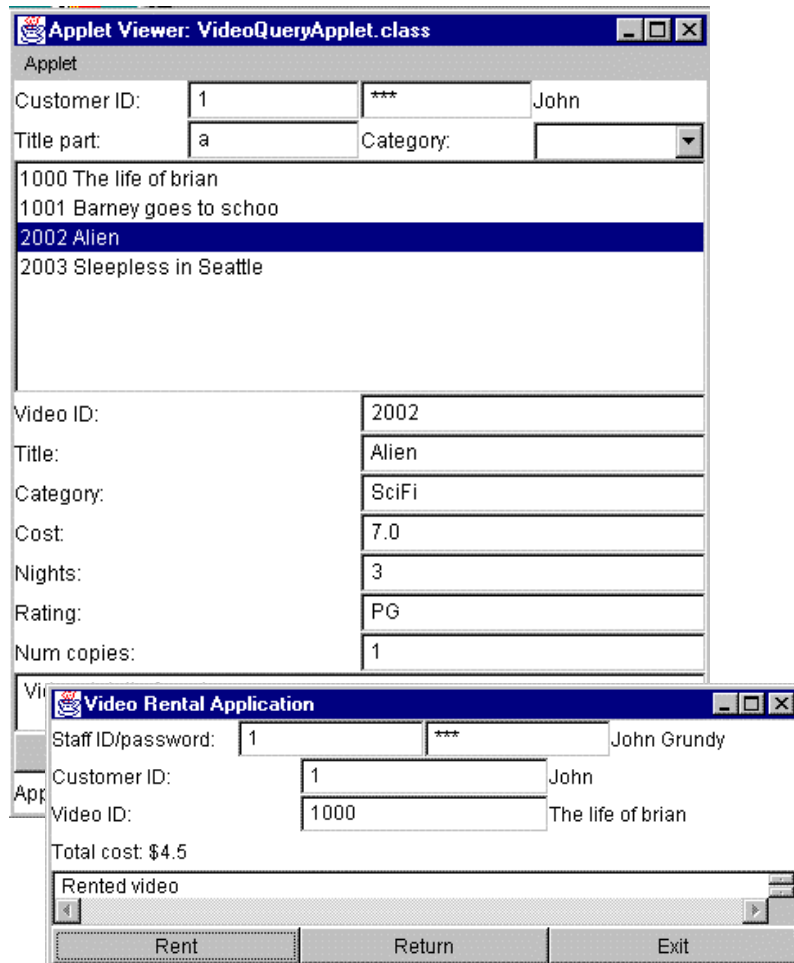 Applet Viewer: VideoQueryApplet.class
Applet
Customer ID: 1 *** John
Title part: a Category:
1000 The life of brian
1001 Barney goes to schoo
2002 Alien
2003 Sleepless in Seattle
Video ID: 2002
Title: Alien
Category: SciFi
Cost: 7.0
Nights: 3
Rating: PG
Num copies: 1
Video Rental Application
Staff ID/password: 1 *** John Grundy
Customer ID: 1 John
Video ID: 1000 The life of brian
Total cost: $4.5
Rented video
Rent Return Exit